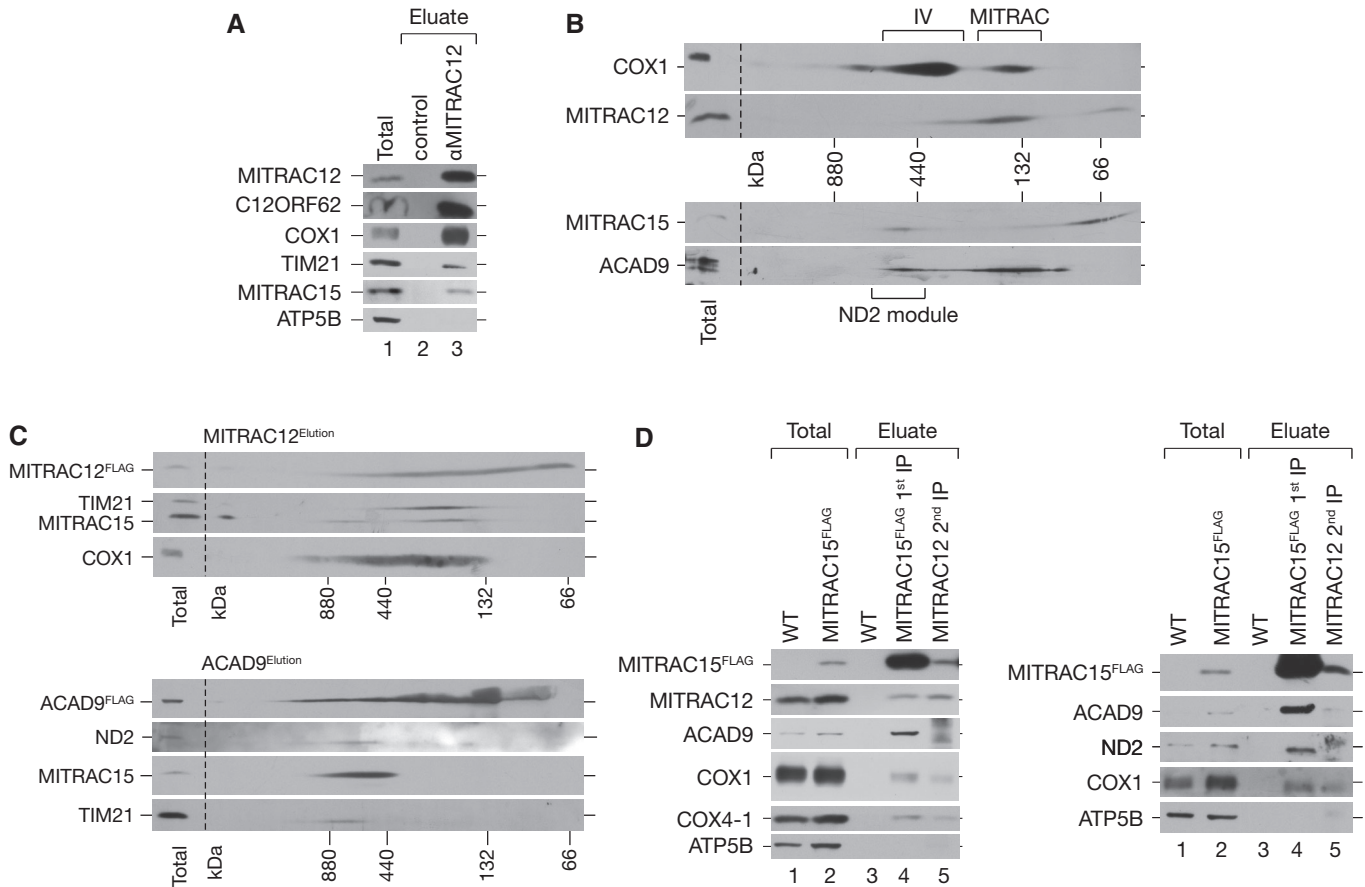 A
Eluate
Total
control
αMITRAC12
MITRAC12
C12ORF62
COX1
TIM21
MITRAC15
ATP5B
1 2 3
B
IV MITRAC
COX1
MITRAC12
kDa 880 440 132 66
MITRAC15
ACAD9
Total
ND2 module
C
MITRAC12Elution
MITRAC12FLAG
TIM21
MITRAC15
COX1
Total kDa 880 440 132 66
ACAD9Elution
ACAD9FLAG
ND2
MITRAC15
TIM21
Total kDa 880 440 132 66
D
Total Eluate
WT
MITRAC15FLAG
WT
MITRAC15FLAG 1st IP
MITRAC12 2nd IP
MITRAC15FLAG
MITRAC12
ACAD9
COX1
COX4-1
ATP5B
1 2 3 4 5
Total Eluate
WT
MITRAC15FLAG
WT
MITRAC15FLAG 1st IP
MITRAC12 2nd IP
MITRAC15FLAG
ACAD9
ND2
COX1
ATP5B
1 2 3 4 5